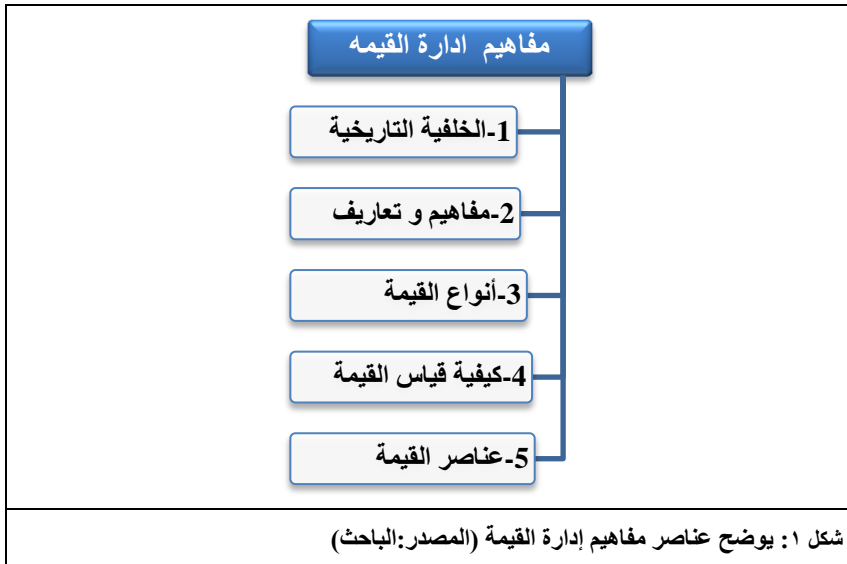 مفاهيم ادارة القيمه
1-الخلفية التاريخية
2-مفاهيم و تعاريف
3-أنواع القيمة
4-كيفية قياس القيمة
5-عناصر القيمة
شكل ١: يوضح عناصر مفاهيم إدارة القيمة (المصدر:الباحث)